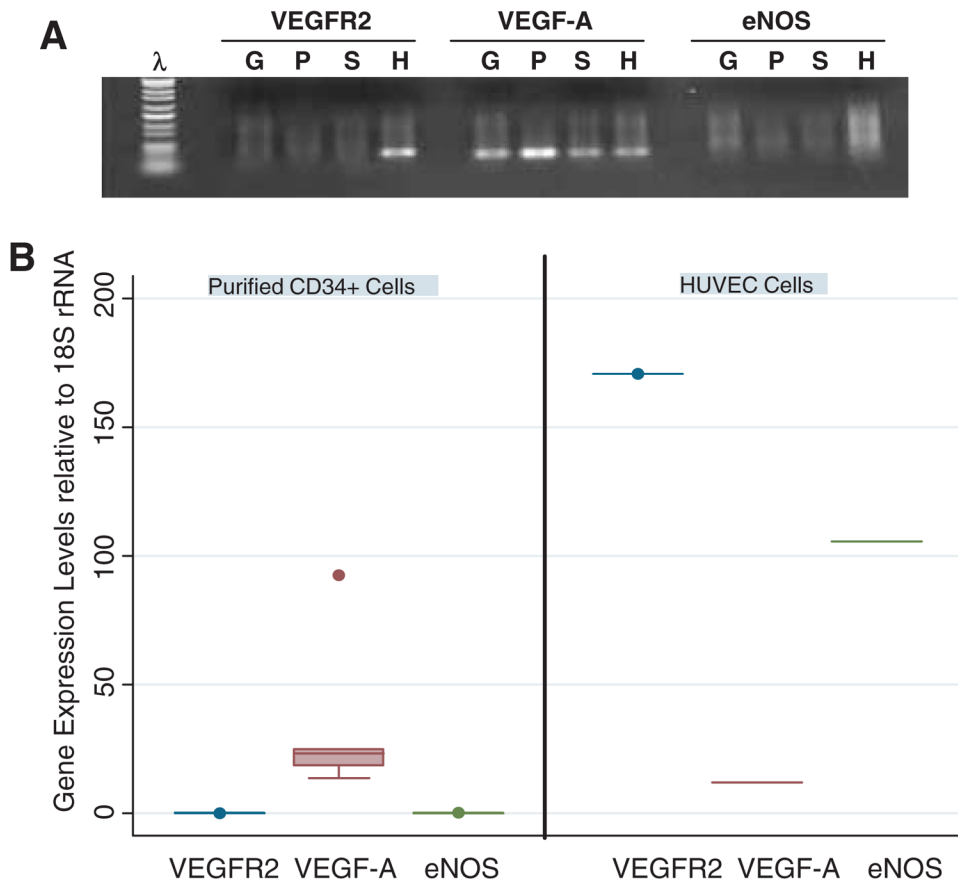 A
VEGFR2 VEGF-A eNOS
λ G P S H G P S H G P S H
B
Gene Expression Levels relative to 18S rRNA
Purified CD34+ Cells HUVEC Cells
200
150
100
50
0
VEGFR2 VEGF-A eNOS VEGFR2 VEGF-A eNOS